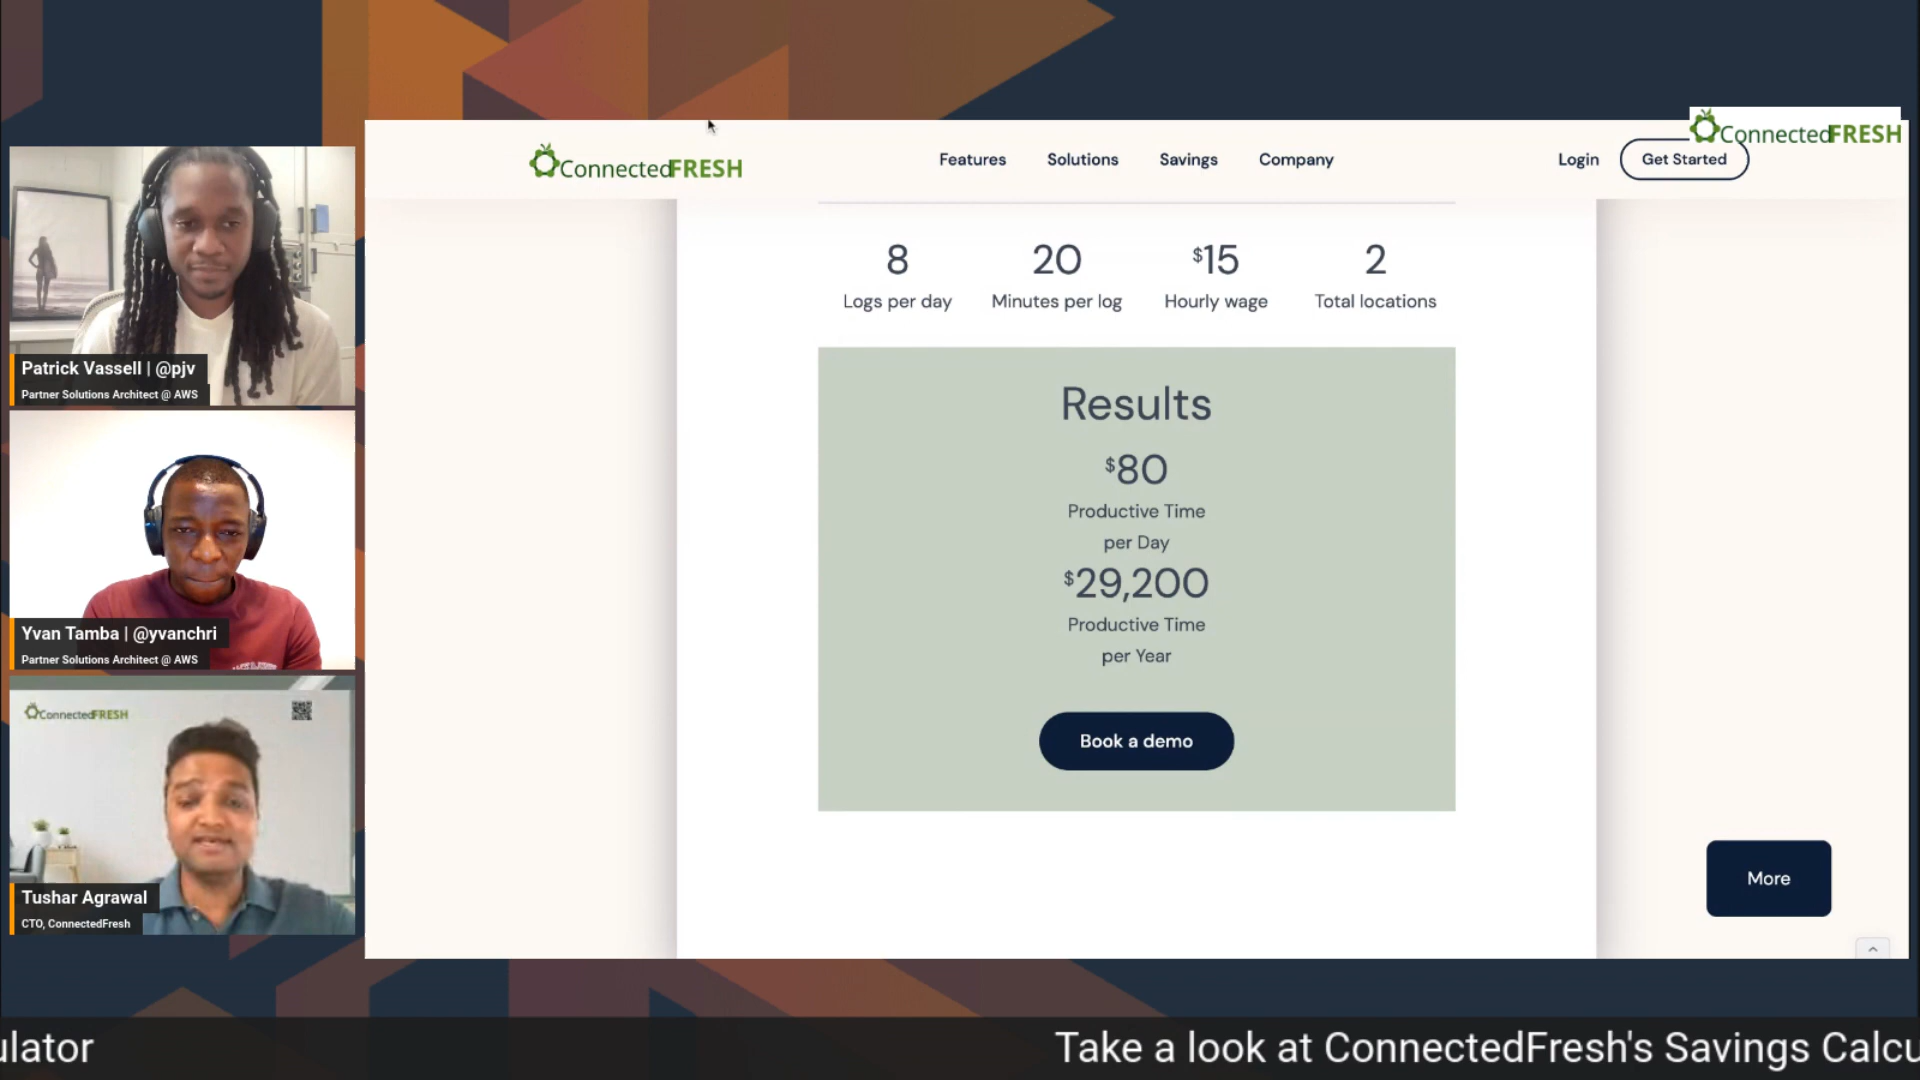 ConnectedFRESH
Features
Solutions
Savings
Company
Login
Get Started
ConnectedFRESH
8
20
$15
2
Logs per day
Minutes per log
Hourly wage
Total locations
Results
$80
Productive Time
per Day
$29,200
Productive Time
per Year
Book a demo
More
Patrick Vassell | @pjv
Partner Solutions Architect @ AWS
Yvan Tamba | @yvanchri
Partner Solutions Architect @ AWS
ConnectedFRESH
Tushar Agrawal
CTO, ConnectedFresh
ulator
Take a look at ConnectedFresh's Savings Calcu